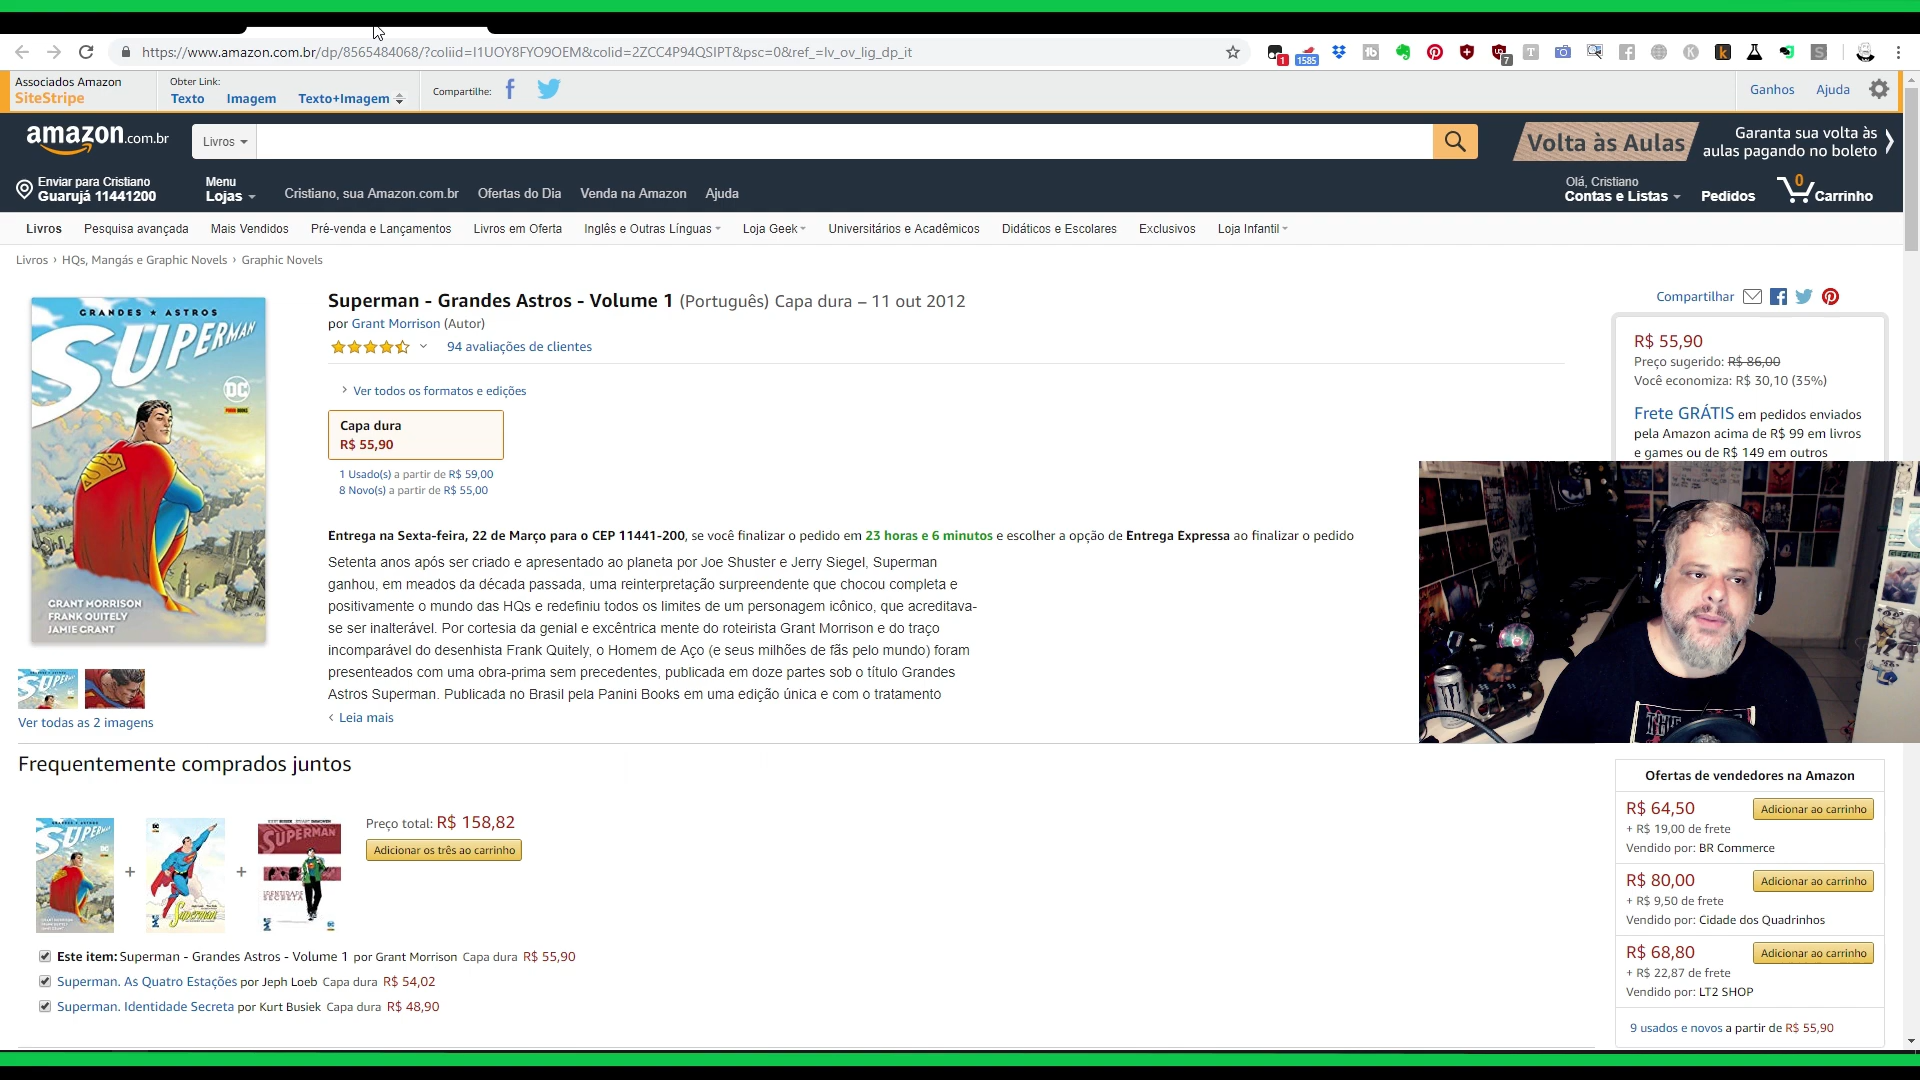 https://www.amazon.com.br/dp/8565484068/?coliid=I1UOY8FYO9OEM&colid=2ZCC4P94QSIPT&psc=0&ref_=lv_ov_lig_dp_it
1
1585
7
Associados Amazon
SiteStripe
Obter Link:
Texto Imagem Texto+Imagem
Compartilhe:
Ganhos Ajuda
amazon.com.br
Livros
Volta às Aulas
Garanta sua volta às
aulas pagando no boleto
Enviar para Cristiano
Guarujá 11441200
Menu
Lojas
Cristiano, sua Amazon.com.br Ofertas do Dia Venda na Amazon Ajuda
Olá, Cristiano
Contas e Listas
Pedidos
0
Carrinho
Livros Pesquisa avançada Mais Vendidos Pré-venda e Lançamentos Livros em Oferta Inglês e Outras Línguas Loja Geek Universitários e Acadêmicos Didáticos e Escolares Exclusivos Loja Infantil
Livros › HQs, Mangás e Graphic Novels › Graphic Novels
GRANDES ★ ASTROS
SUPERMAN
DC
GRANT MORRISON
FRANK QUITELY
JAMIE GRANT
Ver todas as 2 imagens
Superman - Grandes Astros - Volume 1 (Português) Capa dura – 11 out 2012
por Grant Morrison (Autor)
94 avaliações de clientes
› Ver todos os formatos e edições
Capa dura
R$ 55,90
1 Usado(s) a partir de R$ 59,00
8 Novo(s) a partir de R$ 55,00
Entrega na Sexta-feira, 22 de Março para o CEP 11441-200, se você finalizar o pedido em 23 horas e 6 minutos e escolher a opção de Entrega Expressa ao finalizar o pedido
Setenta anos após ser criado e apresentado ao planeta por Joe Shuster e Jerry Siegel, Superman
ganhou, em meados da década passada, uma reinterpretação surpreendente que chocou completa e
positivamente o mundo das HQs e redefiniu todos os limites de um personagem icônico, que acreditava-
se ser inalterável. Por cortesia da genial e excêntrica mente do roteirista Grant Morrison e do traço
incomparável do desenhista Frank Quitely, o Homem de Aço (e seus milhões de fãs pelo mundo) foram
presenteados com uma obra-prima sem precedentes, publicada em doze partes sob o título Grandes
Astros Superman. Publicada no Brasil pela Panini Books em uma edição única e com o tratamento
‹ Leia mais
Compartilhar
R$ 55,90
Preço sugerido: R$ 86,00
Você economiza: R$ 30,10 (35%)
Frete GRÁTIS em pedidos enviados
pela Amazon acima de R$ 99 em livros
e games ou de R$ 149 em outros
Frequentemente comprados juntos
SUPERMAN
+
Superman
+
SUPERMAN
IDENTIDADE
SECRETA
Preço total: R$ 158,82
Adicionar os três ao carrinho
Este item: Superman - Grandes Astros - Volume 1 por Grant Morrison Capa dura R$ 55,90
Superman. As Quatro Estações por Jeph Loeb Capa dura R$ 54,02
Superman. Identidade Secreta por Kurt Busiek Capa dura R$ 48,90
Ofertas de vendedores na Amazon
R$ 64,50 Adicionar ao carrinho
+ R$ 19,00 de frete
Vendido por: BR Commerce
R$ 80,00 Adicionar ao carrinho
+ R$ 9,50 de frete
Vendido por: Cidade dos Quadrinhos
R$ 68,80 Adicionar ao carrinho
+ R$ 22,87 de frete
Vendido por: LT2 SHOP
9 usados e novos a partir de R$ 55,90